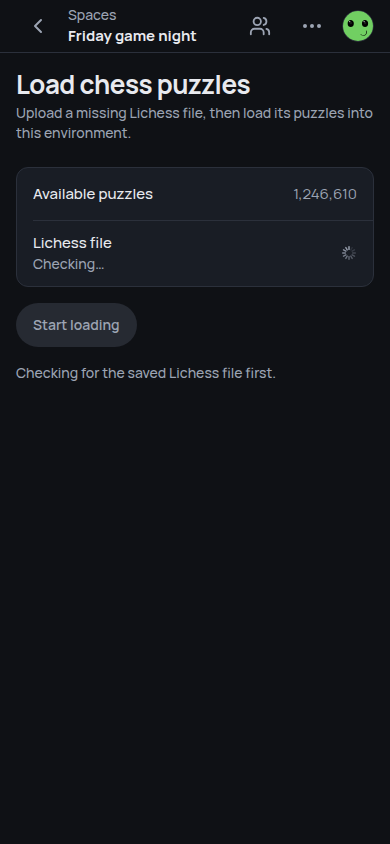 Spaces
Friday game night
Load chess puzzles
Upload a missing Lichess file, then load its puzzles into
this environment.
Available puzzles 1,246,610
Lichess file
Checking...
Start loading
Checking for the saved Lichess file first.